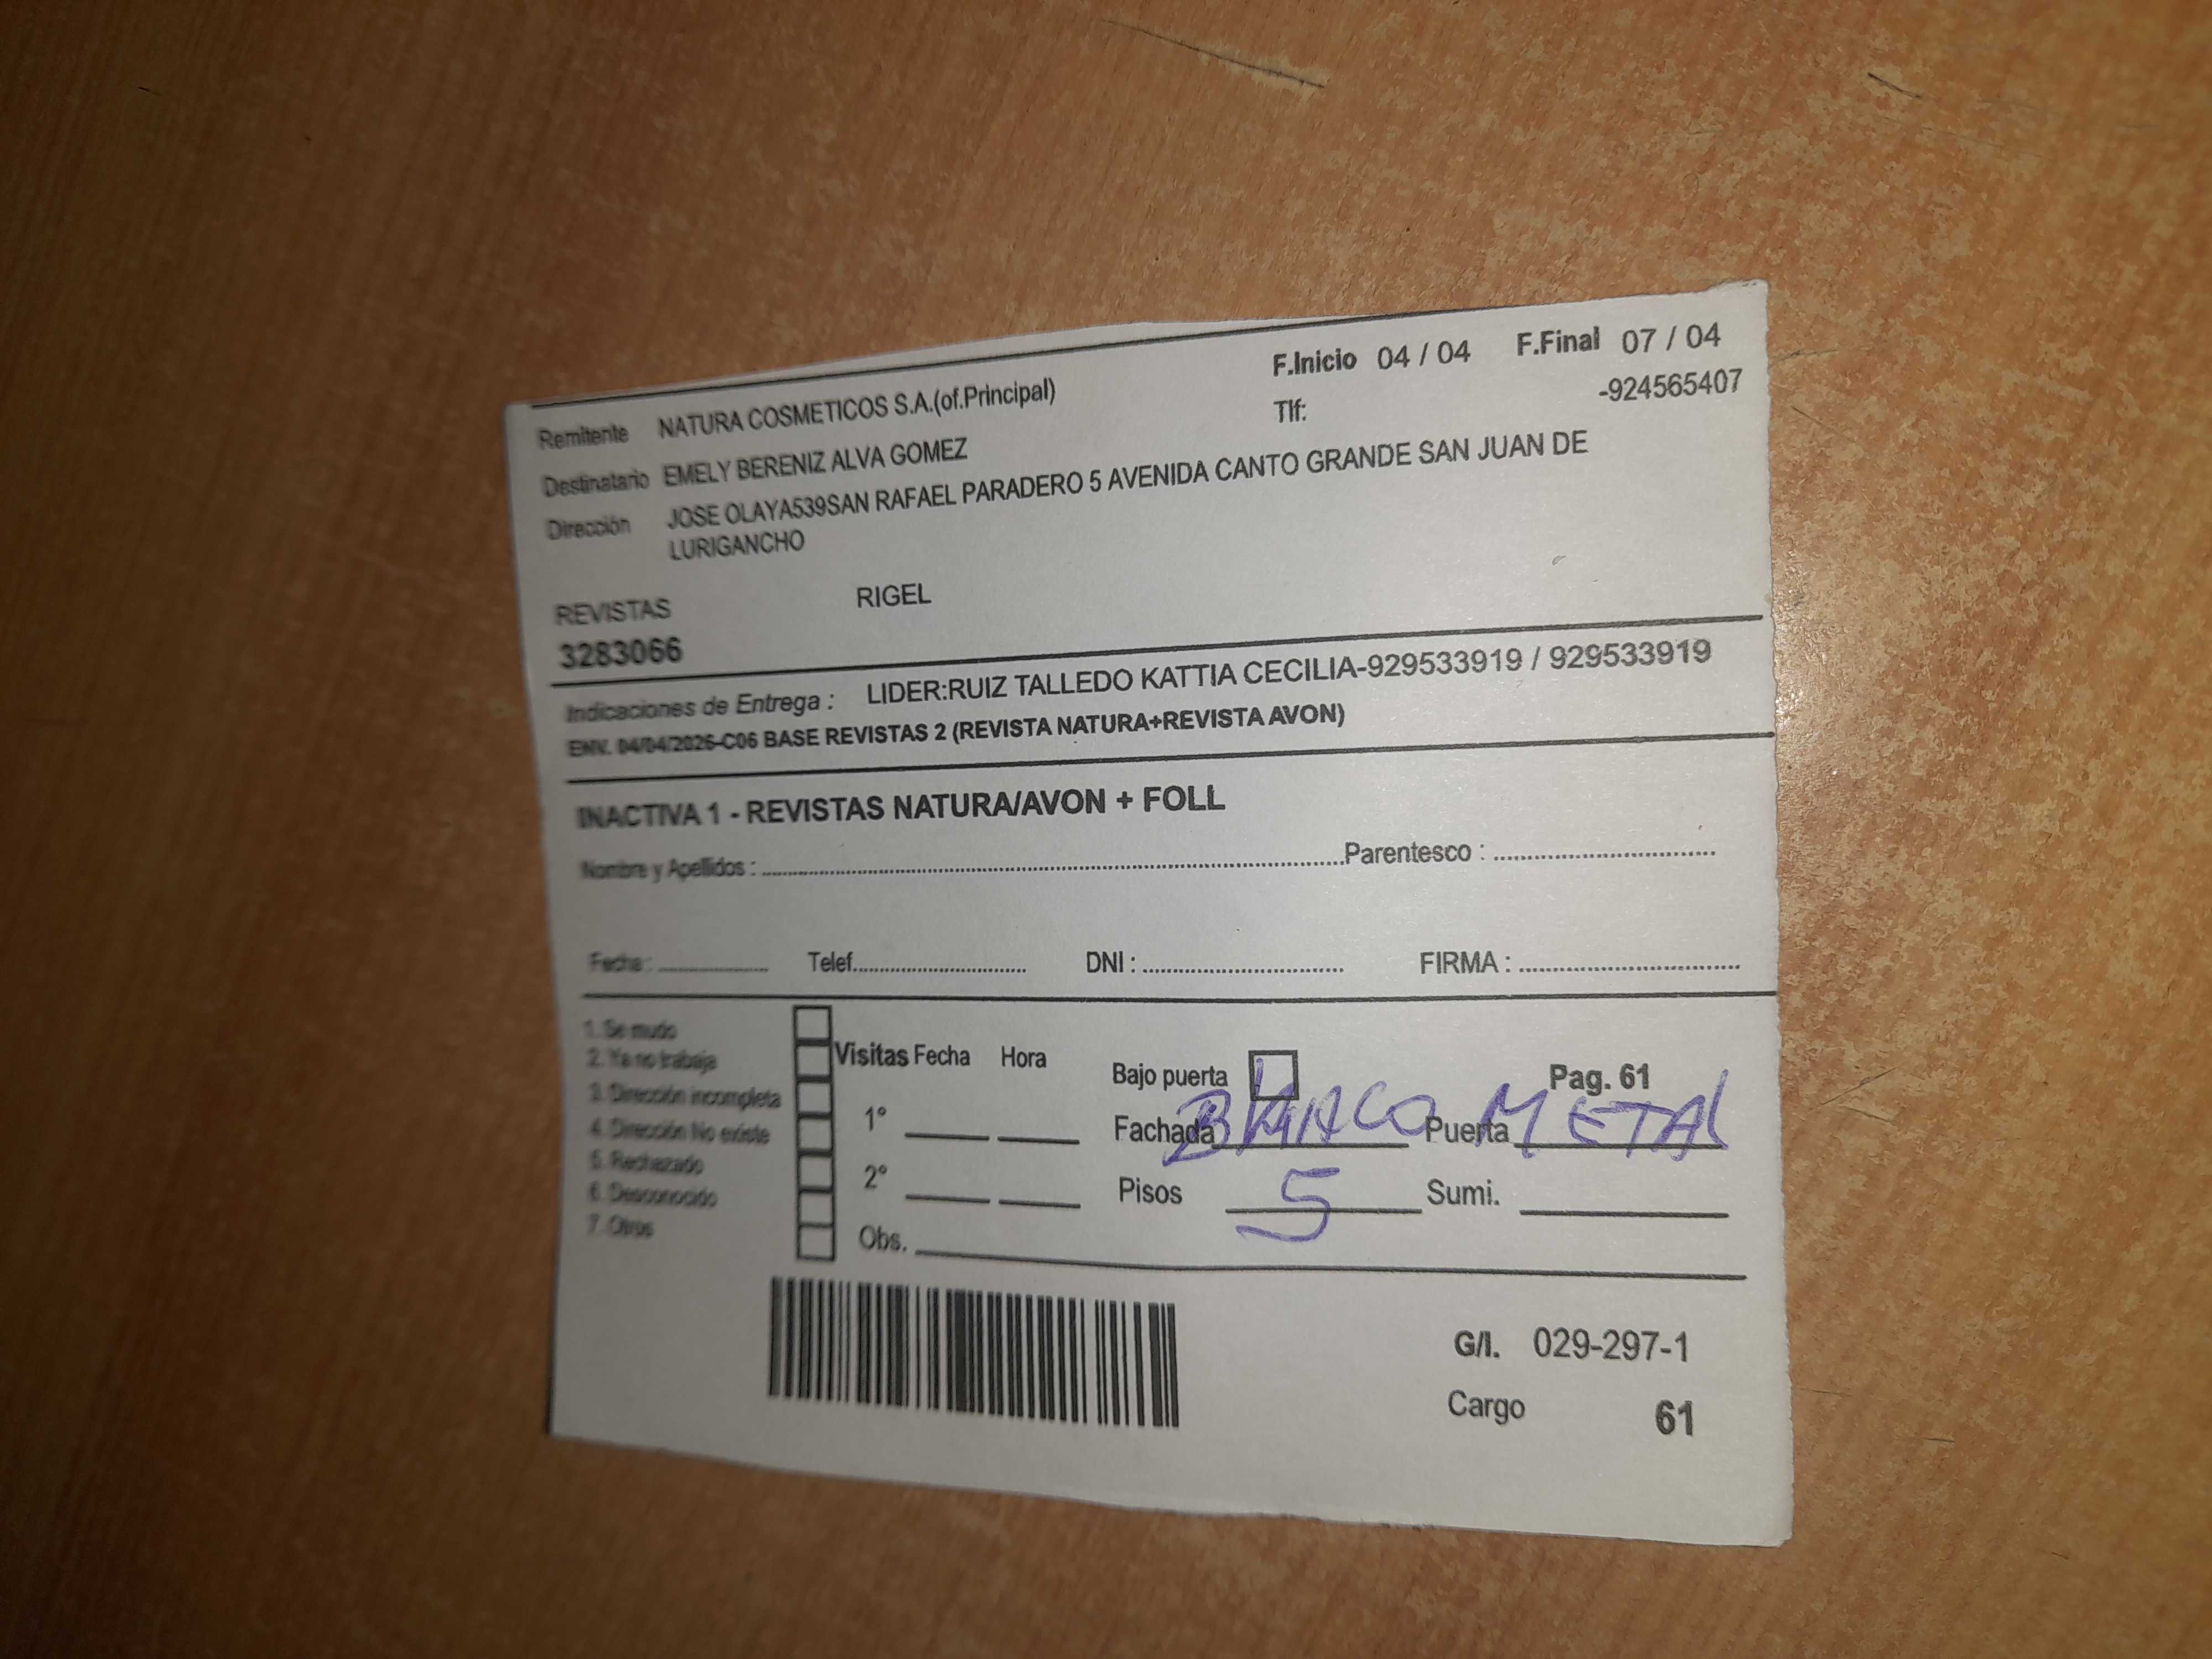 F.Inicio 04 / 04 F.Final 07 / 04
Remitente NATURA COSMETICOS S.A.(of.Principal) Tlf: -924565407
Destinatario EMELY BERENIZ ALVA GOMEZ
Dirección JOSE OLAYA539SAN RAFAEL PARADERO 5 AVENIDA CANTO GRANDE SAN JUAN DE
LURIGANCHO
REVISTAS RIGEL
3283066
Indicaciones de Entrega : LIDER:RUIZ TALLEDO KATTIA CECILIA-929533919 / 929533919
ENV. 04/04/2026-C06 BASE REVISTAS 2 (REVISTA NATURA+REVISTA AVON)
INACTIVA 1 - REVISTAS NATURA/AVON + FOLL
Nombre y Apellidos : Parentesco :
Fecha : Telef. DNI : FIRMA :
1. Se mudo
2. Ya no trabaja
3. Dirección incompleta
4. Dirección No existe
5. Rechazado
6. Desconocido
7. Otros
Visitas Fecha Hora
1°
2°
Obs.
Bajo puerta Pag. 61
Fachada BLANCO Puerta METAL
Pisos 5 Sumi.
G/I. 029-297-1
Cargo 61